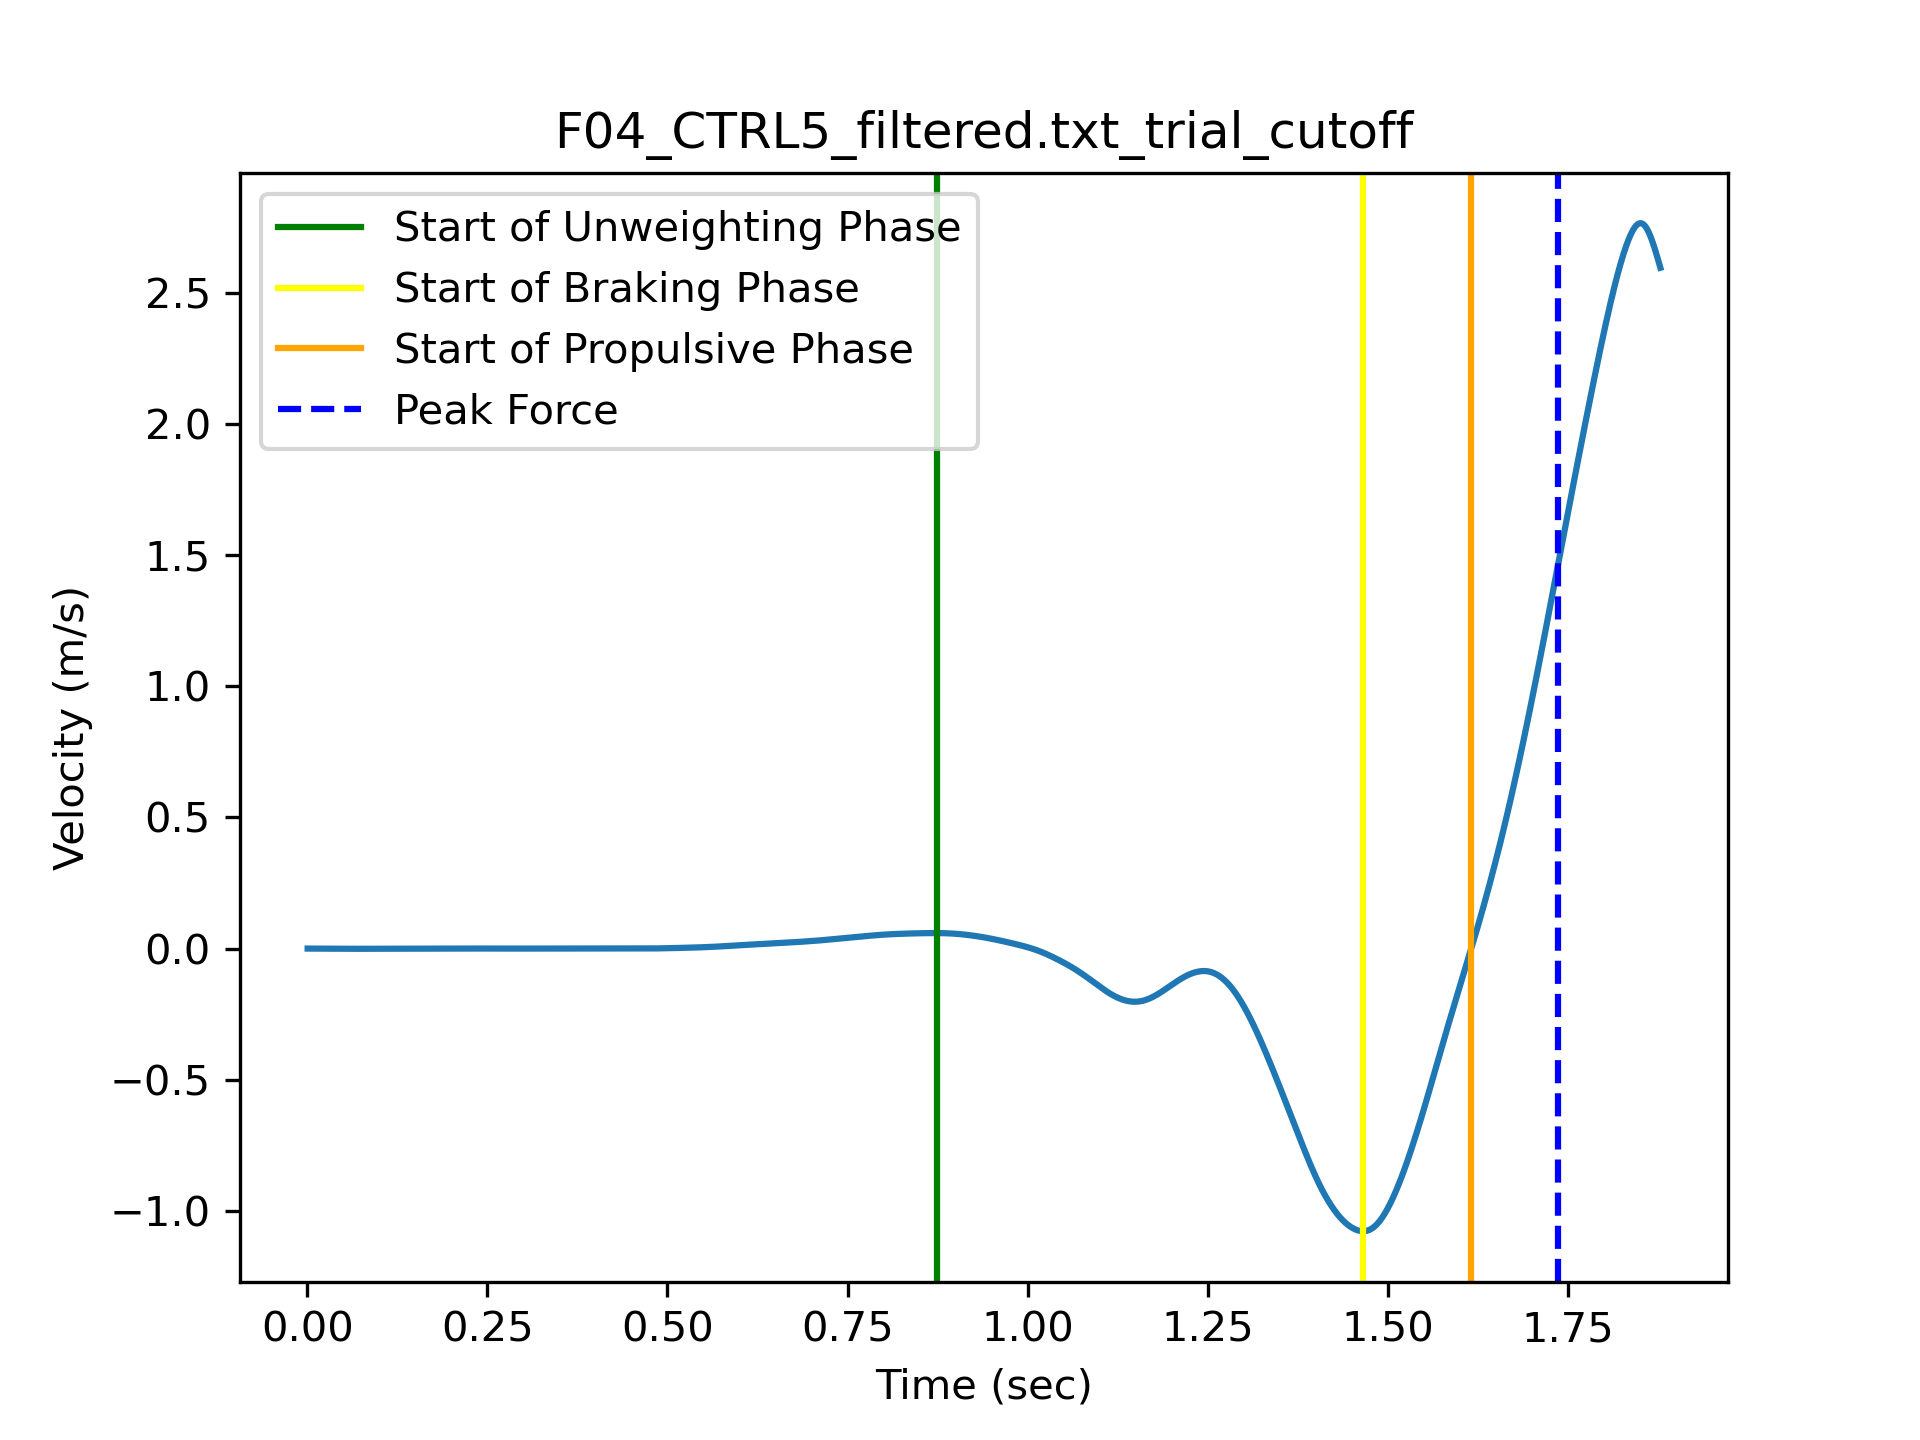 F04_CTRL5_filtered.txt_trial_cutoff
Start of Unweighting Phase
Start of Braking Phase
Start of Propulsive Phase
Peak Force
2.5
2.0
1.5
1.0
0.5
0.0
−0.5
−1.0
Velocity (m/s)
0.00 0.25 0.50 0.75 1.00 1.25 1.50 1.75
Time (sec)